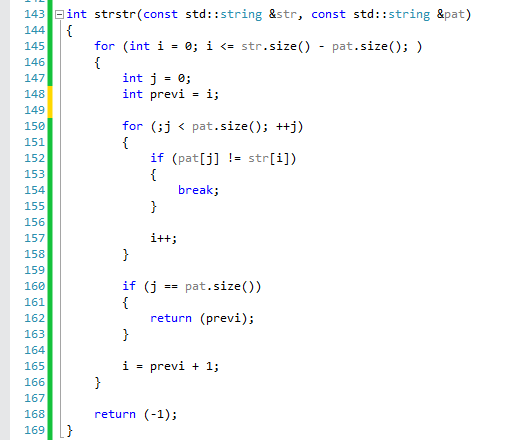 143 int strstr(const std::string &str, const std::string &pat)
144 {
145     for (int i = 0; i <= str.size() - pat.size(); )
146     {
147         int j = 0;
148         int previ = i;
149
150         for (;j < pat.size(); ++j)
151         {
152             if (pat[j] != str[i])
153             {
154                 break;
155             }
156
157             i++;
158         }
159
160         if (j == pat.size())
161         {
162             return (previ);
163         }
164
165         i = previ + 1;
166     }
167
168     return (-1);
169 }